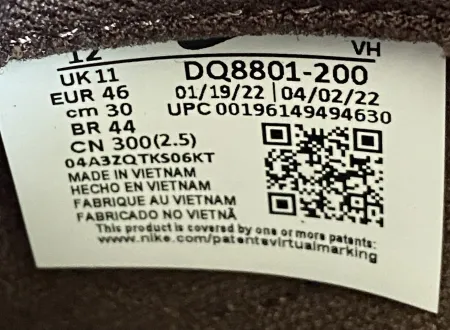 12 VH
UK 11 DQ8801-200
EUR 46 01/19/22 04/02/22
cm 30 UPC 00196149494630
BR 44
CN 300(2.5)
04A3ZQTKS06KT
MADE IN VIETNAM
HECHO EN VIETNAM
FABRIQUE AU VIETNAM
FABRICADO NO VIETNÃ
This product is covered by one or more patents:
www.nike.com/patentsvirtualmarking